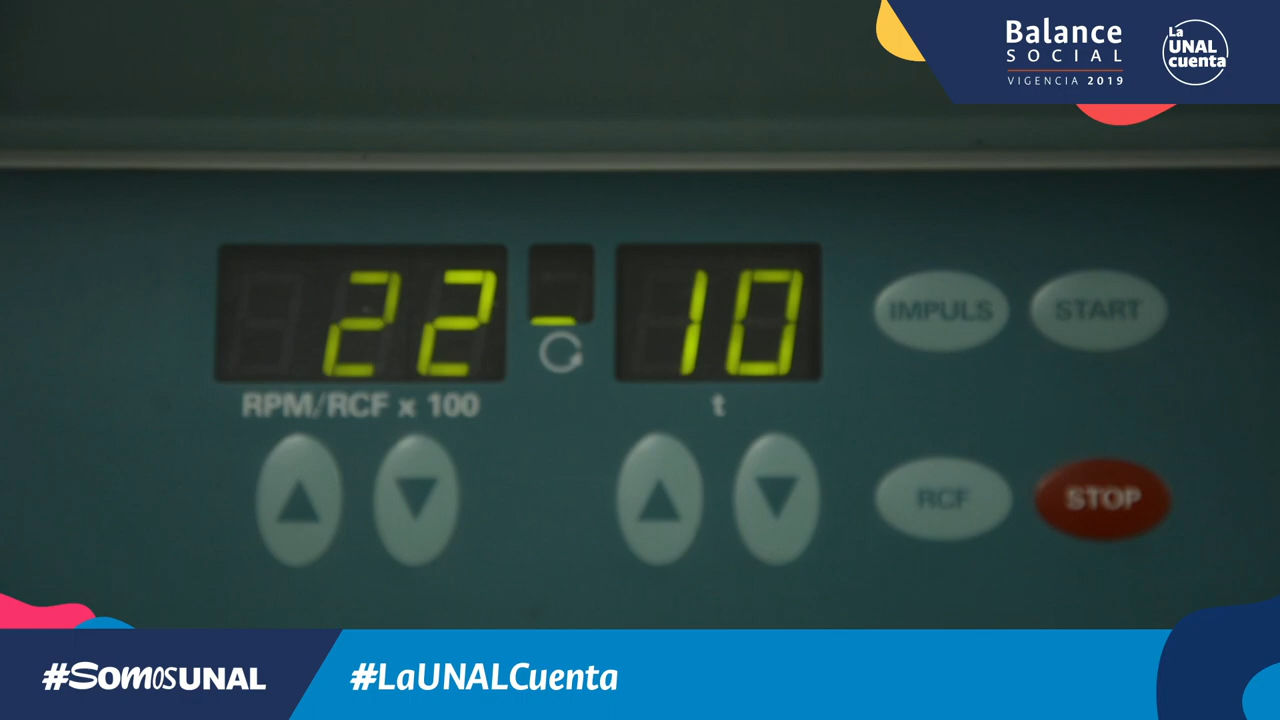 Balance
SOCIAL
VIGENCIA 2019
La
UNAL
cuenta
22
10
RPM/RCF x 100
t
IMPULS
START
RCF
STOP
#SomosUNAL
#LaUNALCuenta